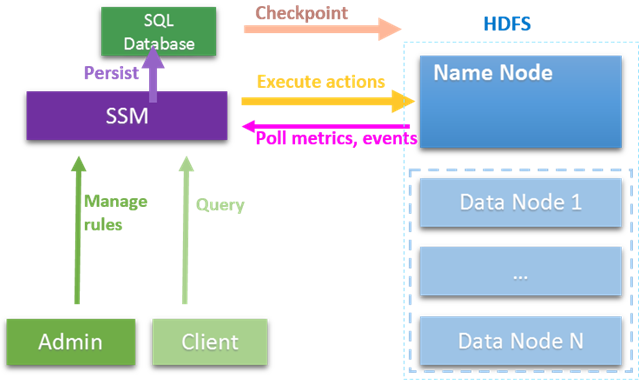 SQL
Database
Checkpoint
HDFS
Persist
Execute actions
Name Node
SSM
Poll metrics, events
Manage
rules
Query
Data Node 1
...
Data Node N
Admin
Client